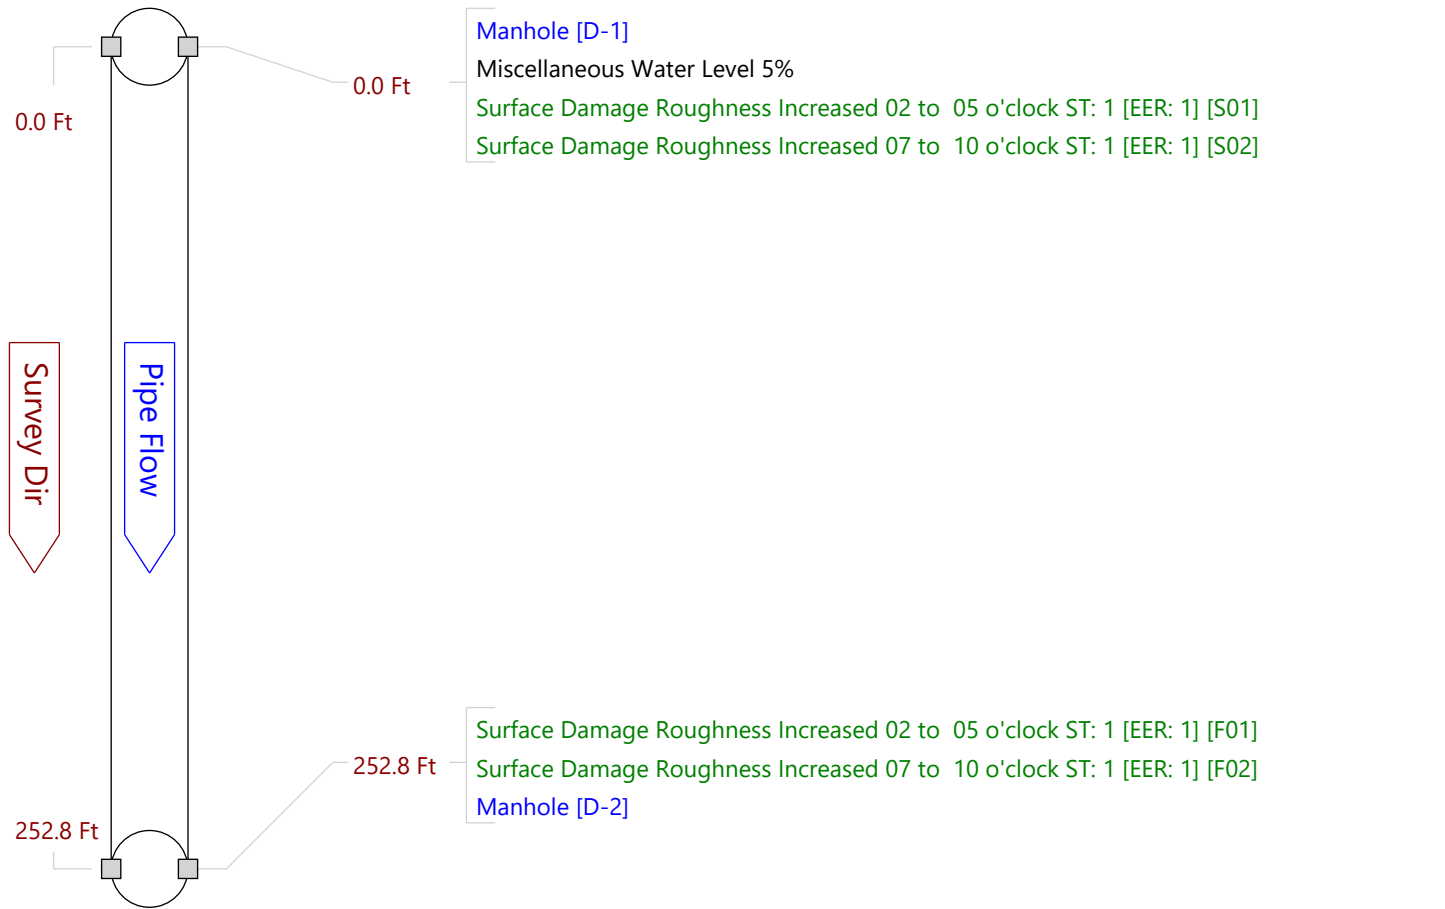 Manhole [D-1]
Miscellaneous Water Level 5%
0.0 Ft
Surface Damage Roughness Increased 02 to  05 o'clock ST: 1 [EER: 1] [S01]
0.0 Ft
Surface Damage Roughness Increased 07 to  10 o'clock ST: 1 [EER: 1] [S02]
Survey Dir
Pipe Flow
Surface Damage Roughness Increased 02 to  05 o'clock ST: 1 [EER: 1] [F01]
252.8 Ft
Surface Damage Roughness Increased 07 to  10 o'clock ST: 1 [EER: 1] [F02]
Manhole [D-2]
252.8 Ft